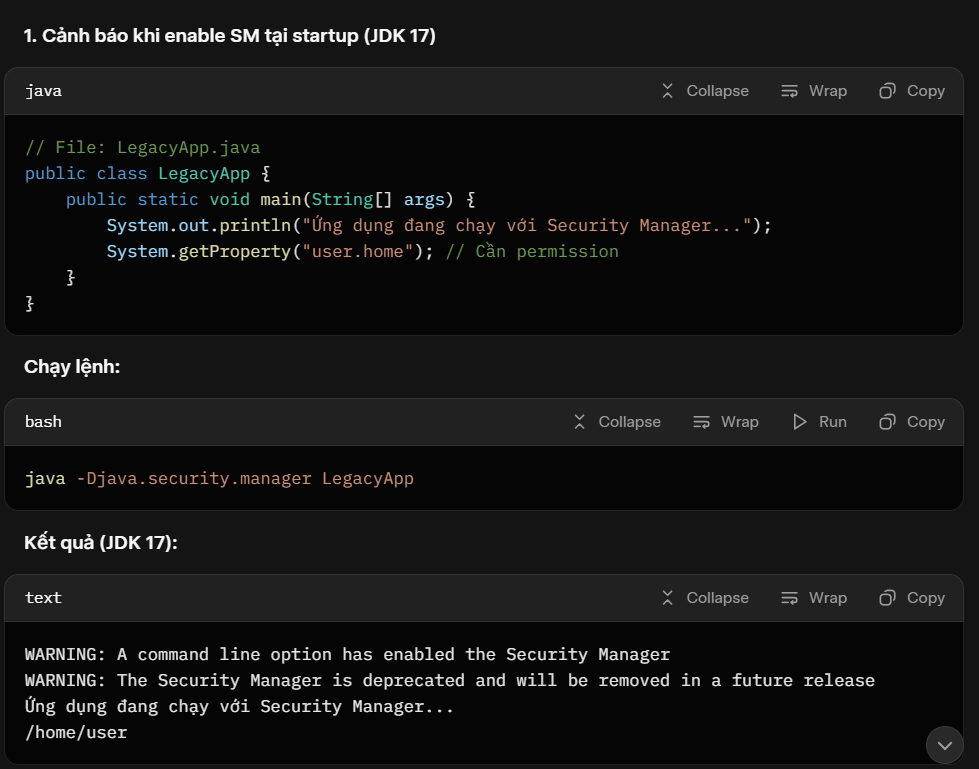 1. Cảnh báo khi enable SM tại startup (JDK 17)
java Collapse Wrap Copy
// File: LegacyApp.java
public class LegacyApp {
    public static void main(String[] args) {
        System.out.println("Ứng dụng đang chạy với Security Manager...");
        System.getProperty("user.home"); // Cần permission
    }
}
Chạy lệnh:
bash Collapse Wrap Run Copy
java -Djava.security.manager LegacyApp
Kết quả (JDK 17):
text Collapse Wrap Copy
WARNING: A command line option has enabled the Security Manager
WARNING: The Security Manager is deprecated and will be removed in a future release
Ứng dụng đang chạy với Security Manager...
/home/user